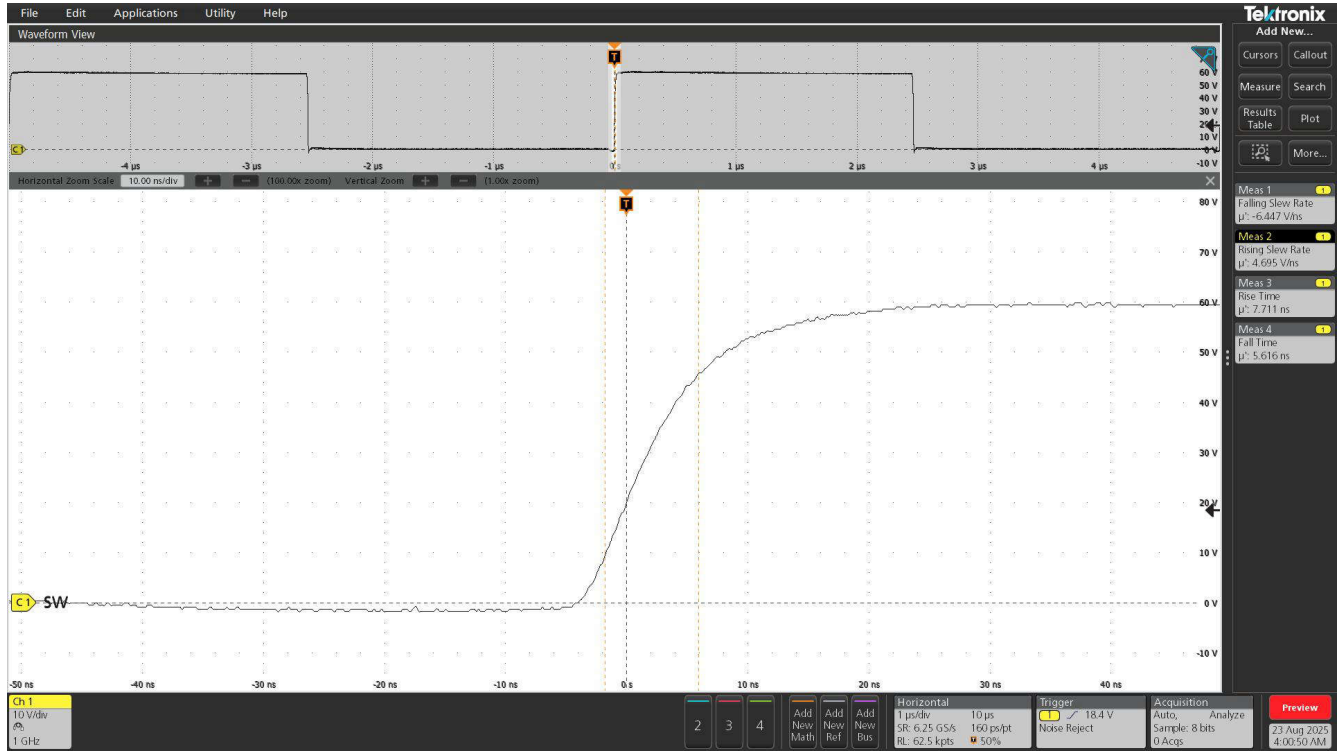 File Edit Applications Utility Help
Tektronix
Waveform View
Add New...
Cursors Callout
Measure Search
Results Table Plot
More...
T
60 V
50 V
40 V
30 V
10 V
-10 V
C1
-4 µs -3 µs -2 µs -1 µs 1 µs 2 µs 3 µs 4 µs
Horizontal Zoom Scale 10.00 ns/div + - (100.00x zoom) Vertical Zoom + - (1.00x zoom) ×
T
80 V
70 V
60 V
50 V
40 V
30 V
20 V
10 V
C1 SW 0 V
-10 V
-50 ns -40 ns -30 ns -20 ns -10 ns 0 s 10 ns 20 ns 30 ns 40 ns
Meas 1 1
Falling Slew Rate
µ': -6.447 V/ns
Meas 2 1
Rising Slew Rate
µ': 4.695 V/ns
Meas 3 1
Rise Time
µ': 7.711 ns
Meas 4 1
Fall Time
µ': 5.616 ns
Ch 1
10 V/div
1 GHz
2 3 4
Add New Math
Add New Ref
Add New Bus
Horizontal
1 µs/div 10 µs
SR: 6.25 GS/s 160 ps/pt
RL: 62.5 kpts 50%
Trigger
1 18.4 V
Noise Reject
Acquisition
Auto, Analyze
Sample: 8 bits
0 Acqs
Preview
23 Aug 2025
4:00:50 AM